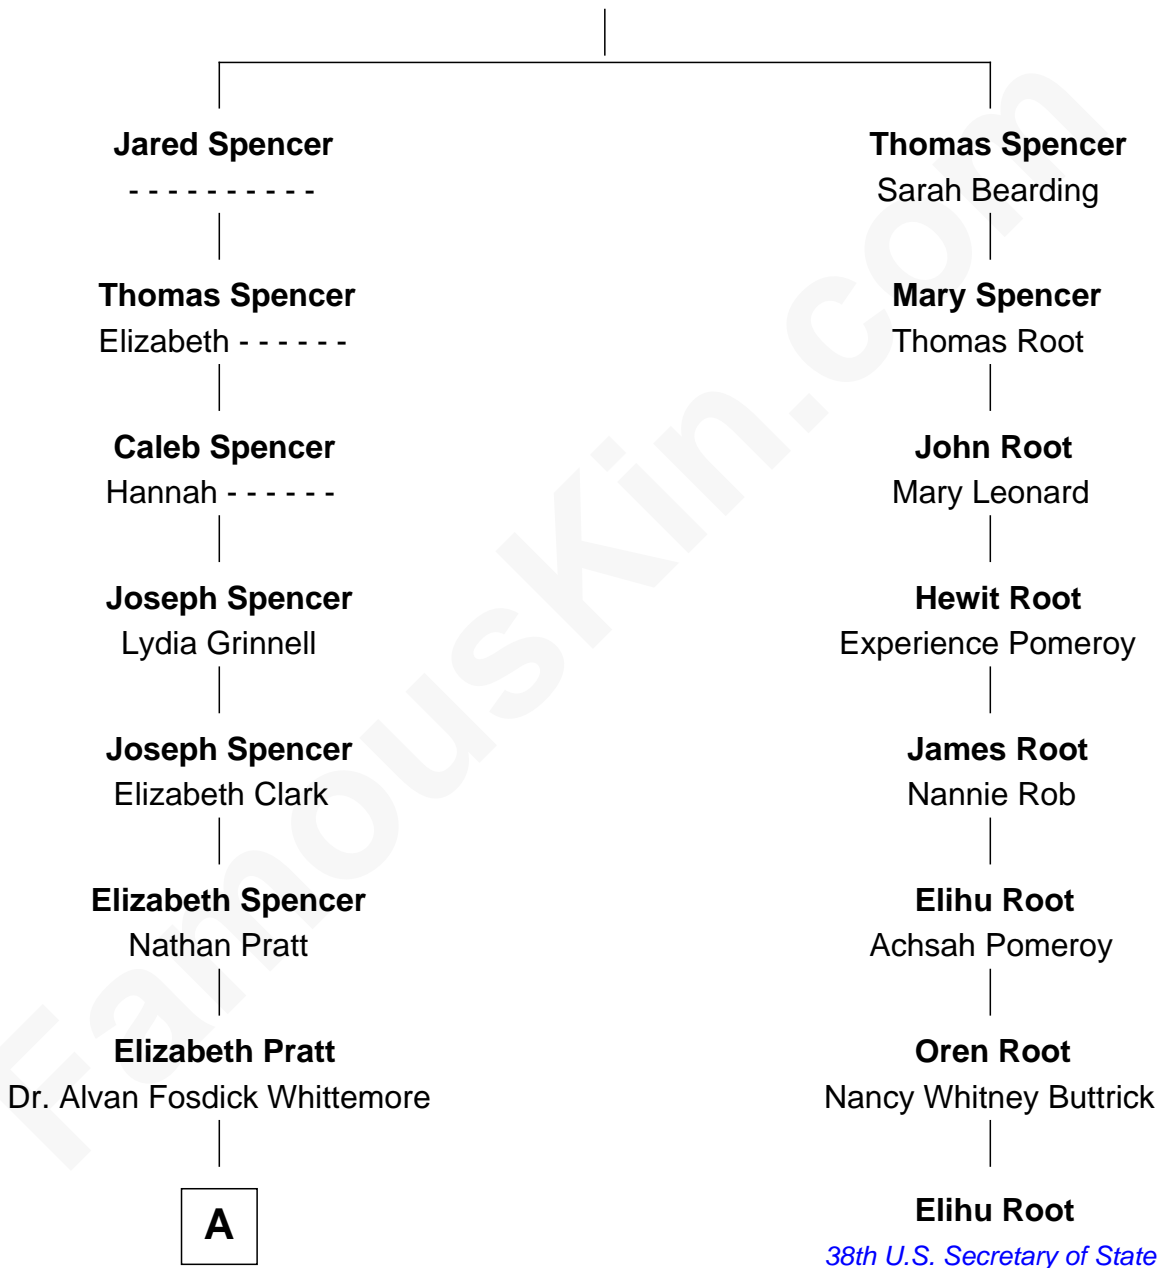 Jared Spencer
- - - - - - - - - -
Thomas Spencer
Sarah Bearding
Thomas Spencer
Elizabeth - - - - - -
Mary Spencer
Thomas Root
Caleb Spencer
Hannah - - - - - -
John Root
Mary Leonard
Joseph Spencer
Lydia Grinnell
Hewit Root
Experience Pomeroy
Joseph Spencer
Elizabeth Clark
James Root
Nannie Rob
Elizabeth Spencer
Nathan Pratt
Elihu Root
Achsah Pomeroy
Elizabeth Pratt
Dr. Alvan Fosdick Whittemore
Oren Root
Nancy Whitney Buttrick
A
Elihu Root
38th U.S. Secretary of State
FamousKin.com